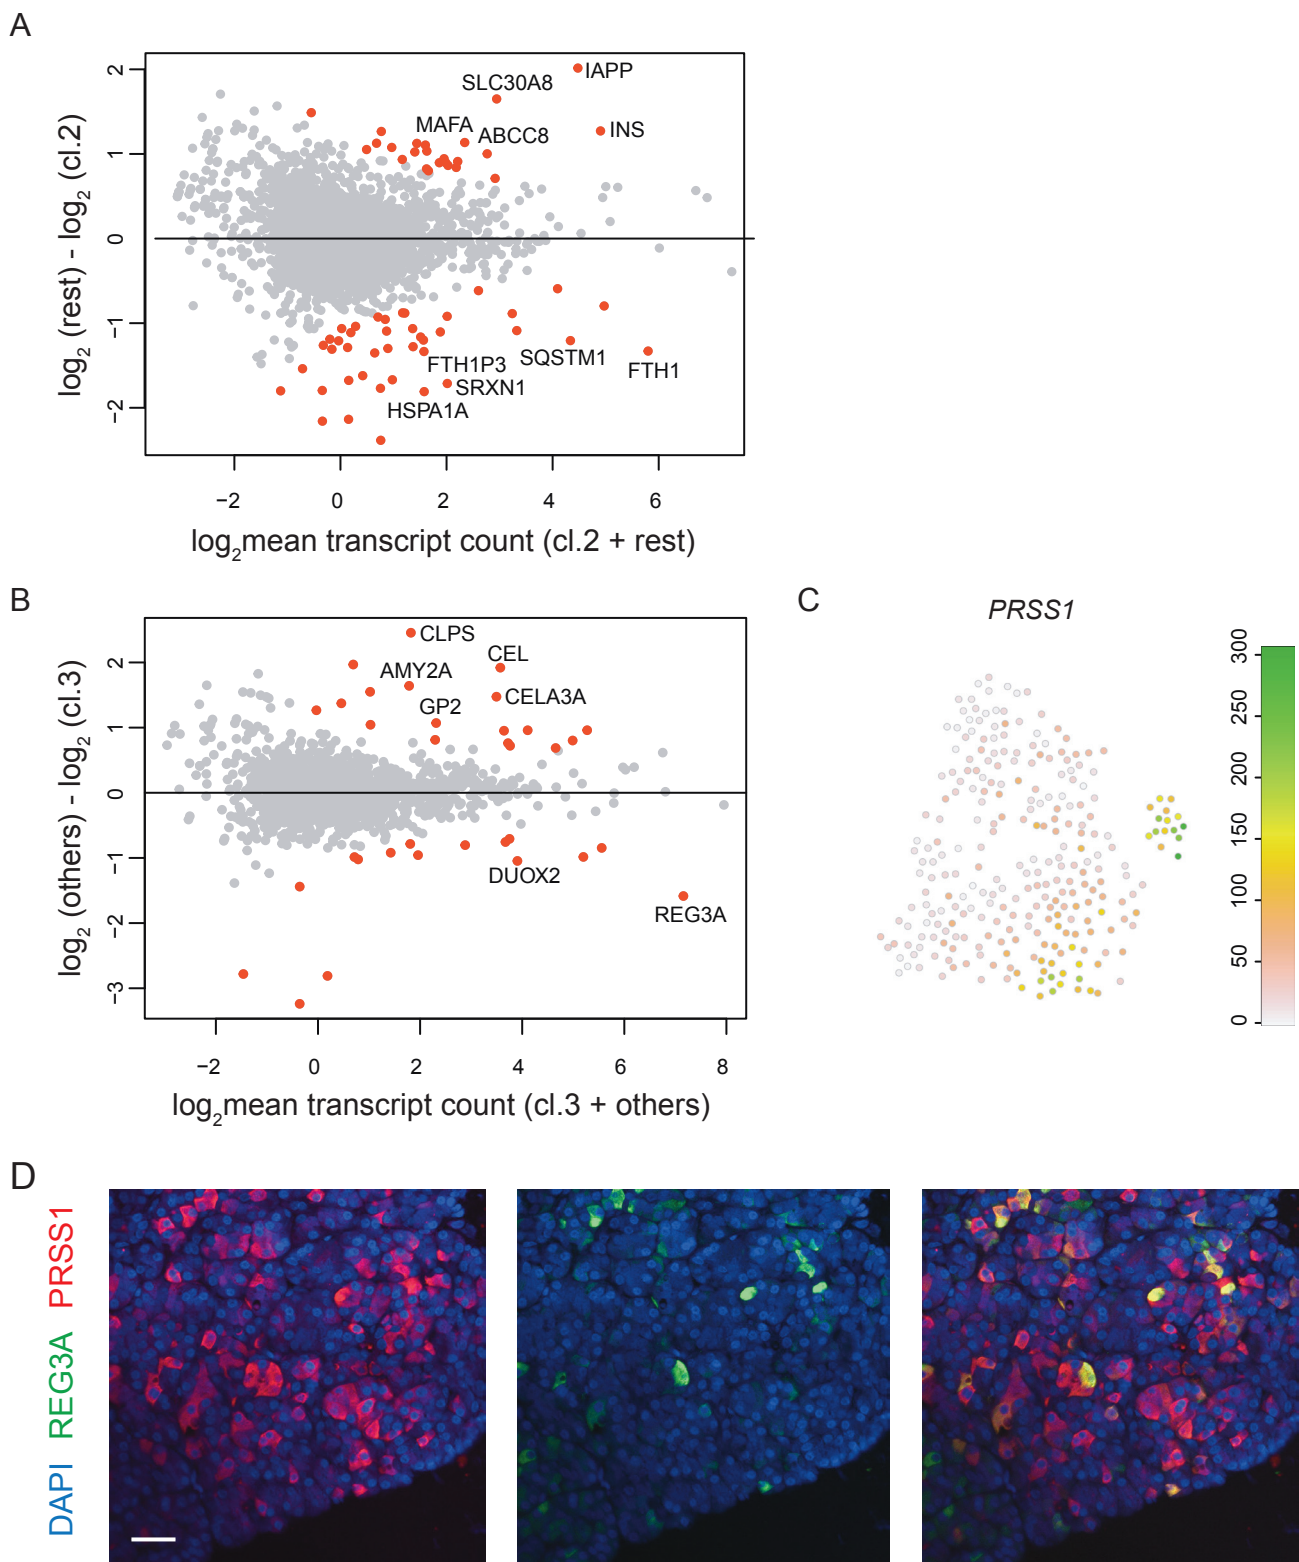 A
log2 (rest) - log2 (cl.2)
2
1
0
−1
−2
IAPP
SLC30A8
INS
MAFA
ABCC8
SQSTM1
FTH1P3
FTH1
SRXN1
HSPA1A
−2 0 2 4 6
log2mean transcript count (cl.2 + rest)
B
log2 (others) - log2 (cl.3)
2
1
0
−1
−2
−3
CLPS
CEL
AMY2A
CELA3A
GP2
DUOX2
REG3A
−2 0 2 4 6 8
log2mean transcript count (cl.3 + others)
C
PRSS1
300
250
200
150
100
50
0
D
DAPI REG3A PRSS1